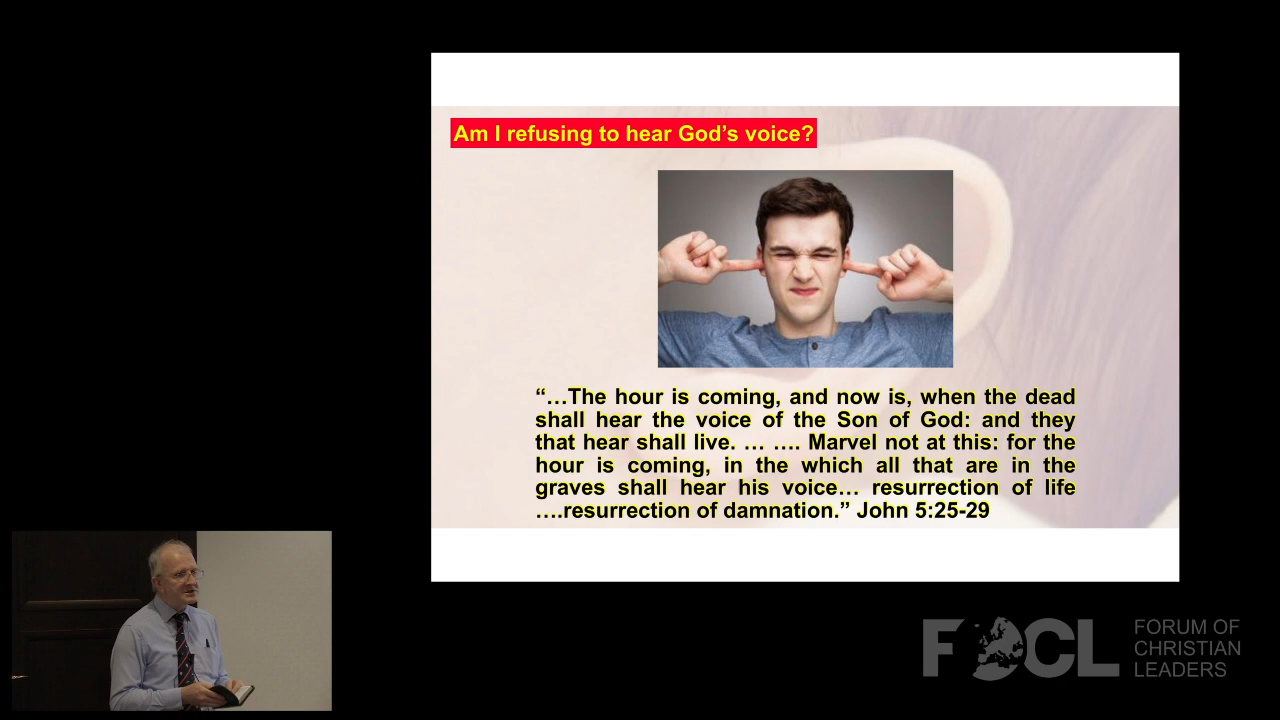 Am I refusing to hear God’s voice?
“…The hour is coming, and now is, when the dead
shall hear the voice of the Son of God: and they
that hear shall live. … …. Marvel not at this: for the
hour is coming, in the which all that are in the
graves shall hear his voice… resurrection of life
….resurrection of damnation.” John 5:25-29
FOCL
FORUM OF
CHRISTIAN
LEADERS